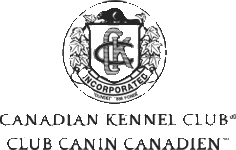 CKC
INCORPORATED
CANADIAN KENNEL CLUB®
CLUB CANIN CANADIEN™